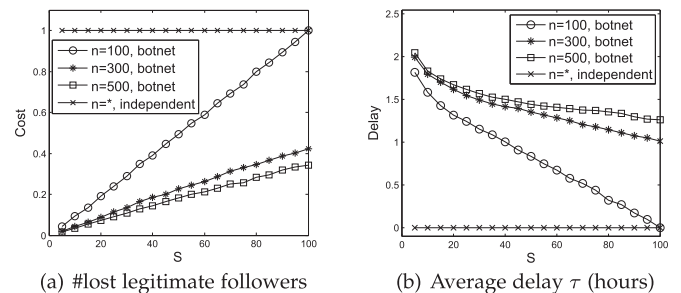 1
0.8
0.6
0.4
0.2
0
Cost
n=100, botnet
n=300, botnet
n=500, botnet
n=*, independent
0 20 40 60 80 100
S
(a) #lost legitimate followers
2.5
2
1.5
1
0.5
0
Delay
n=100, botnet
n=300, botnet
n=500, botnet
n=*, independent
0 20 40 60 80 100
S
(b) Average delay τ (hours)